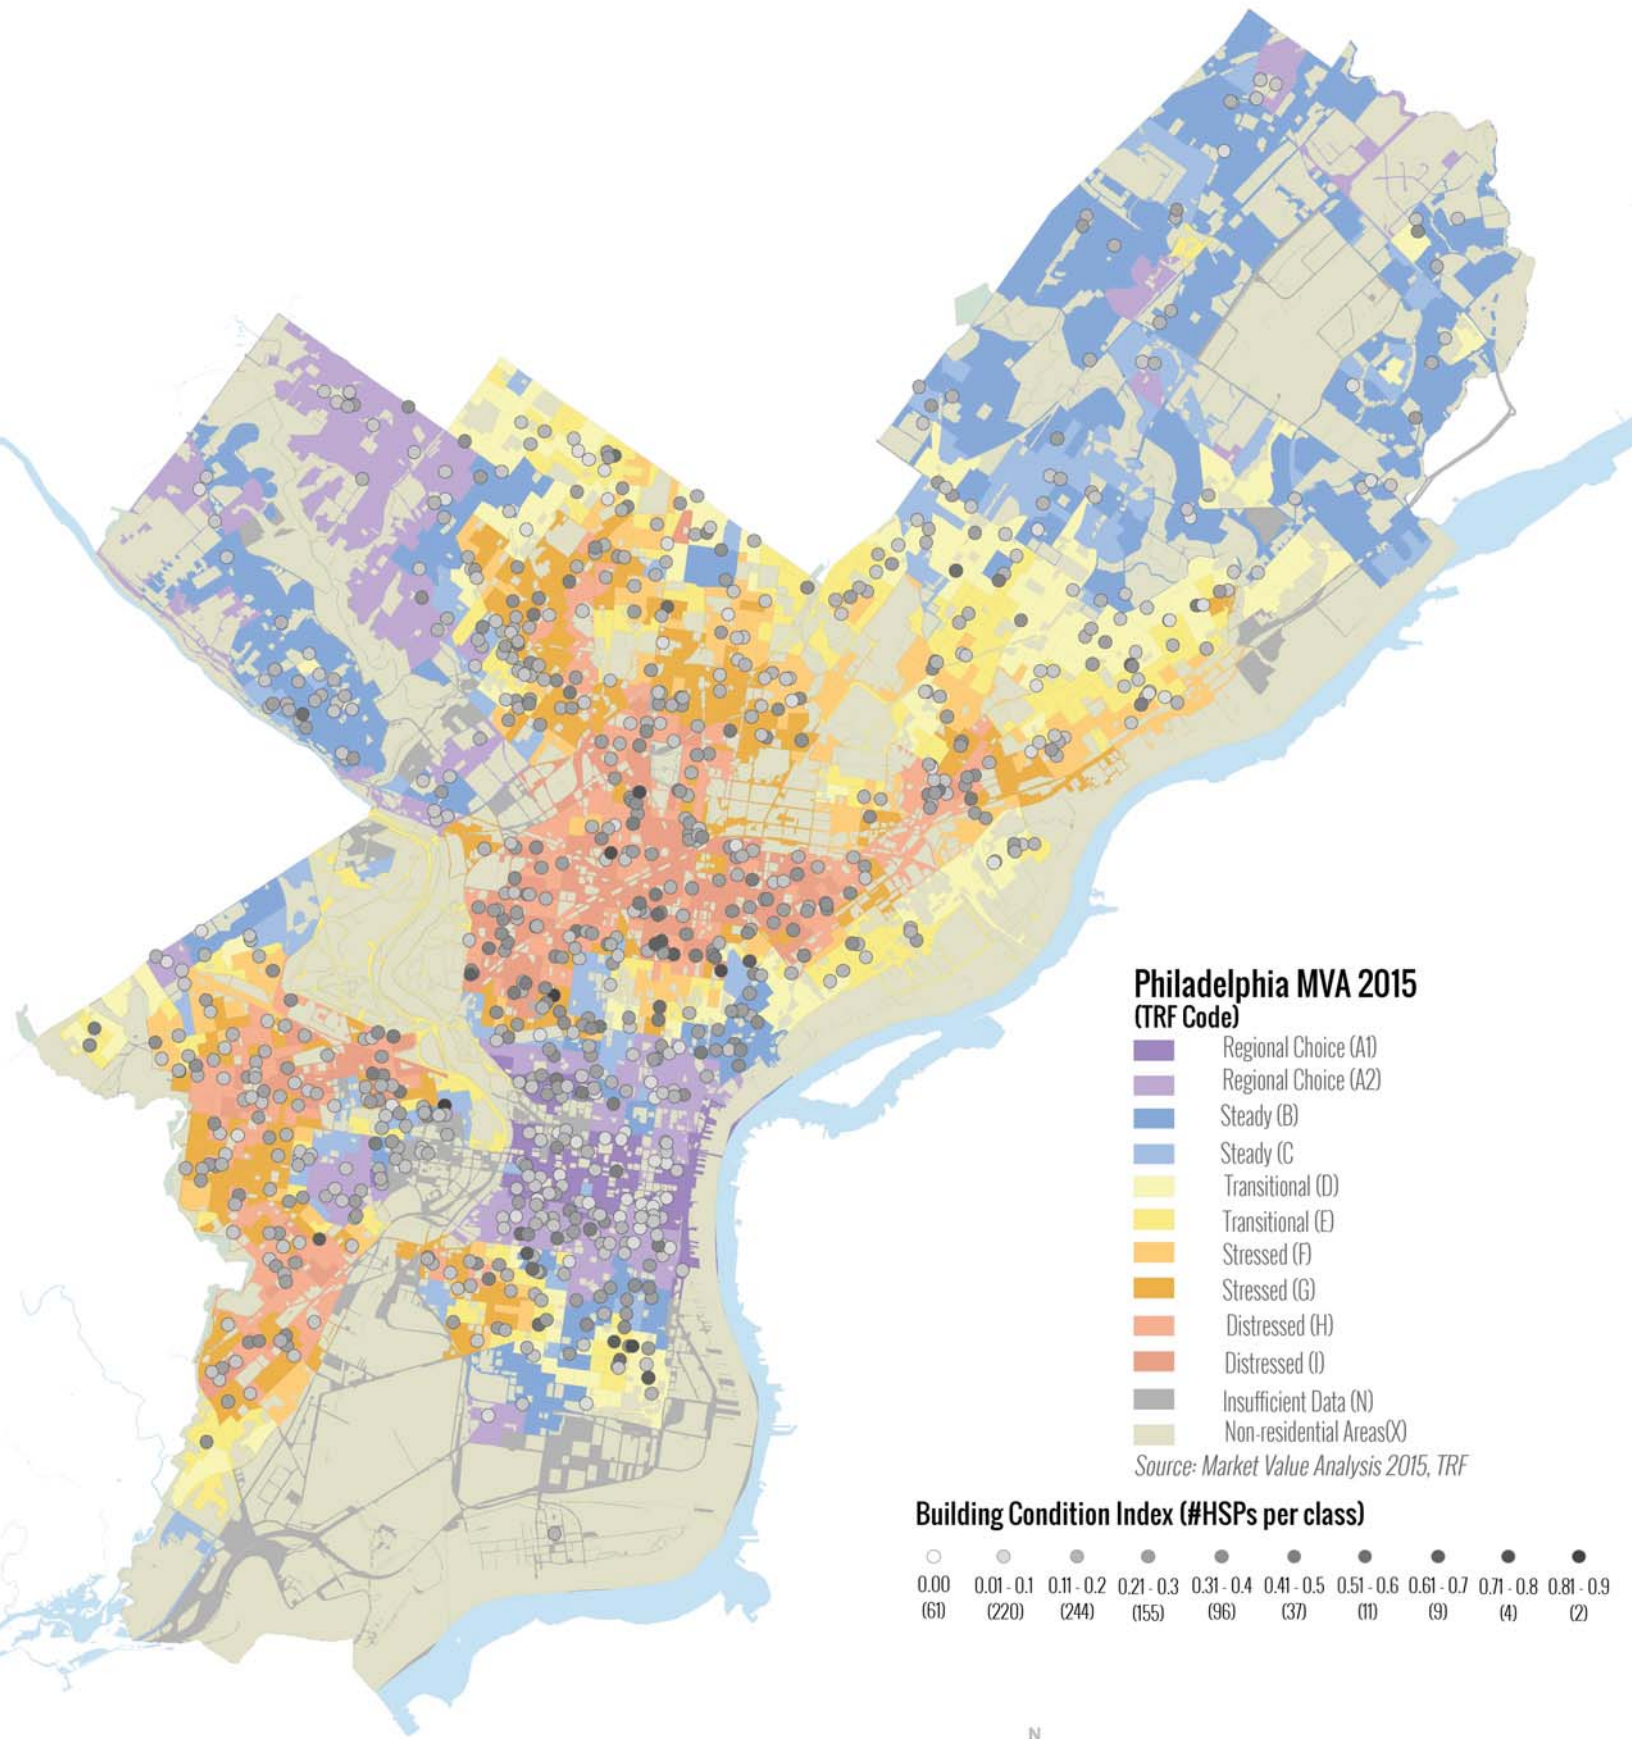 Philadelphia MVA 2015
(TRF Code)
Regional Choice (A1)
Regional Choice (A2)
Steady (B)
Steady (C
Transitional (D)
Transitional (E)
Stressed (F)
Stressed (G)
Distressed (H)
Distressed (I)
Insufficient Data (N)
Non-residential Areas(X)
Source: Market Value Analysis 2015, TRF
Building Condition Index (#HSPs per class)
0.00 0.01 - 0.1 0.11 - 0.2 0.21 - 0.3 0.31 - 0.4 0.41 - 0.5 0.51 - 0.6 0.61 - 0.7 0.71 - 0.8 0.81 - 0.9
(61) (220) (244) (155) (96) (37) (11) (9) (4) (2)
N